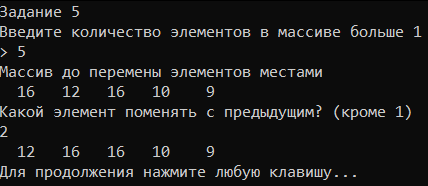 Задание 5
Введите количество элементов в массиве больше 1
> 5
Массив до перемены элементов местами
16 12 16 10 9
Какой элемент поменять с предыдущим? (кроме 1)
2
12 16 16 10 9
Для продолжения нажмите любую клавишу...